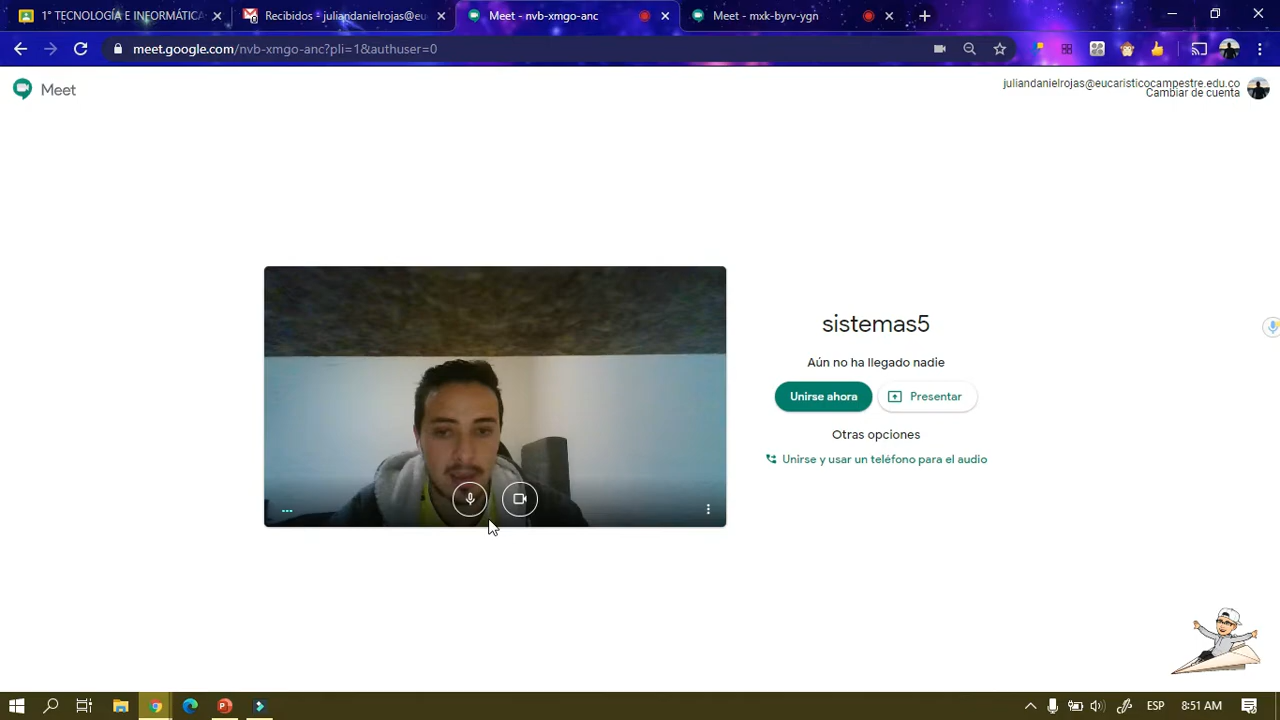 1° TECNOLOGÍA E INFORMÁTICA
Recibidos - juliandanielrojas@eu
Meet - nvb-xmgo-anc
Meet - mxk-byrv-ygn
meet.google.com/nvb-xmgo-anc?pli=1&authuser=0
Meet
juliandanielrojas@eucaristicocampestre.edu.co
Cambiar de cuenta
sistemas5
Aún no ha llegado nadie
Unirse ahora
Presentar
Otras opciones
Unirse y usar un teléfono para el audio
ESP
8:51 AM